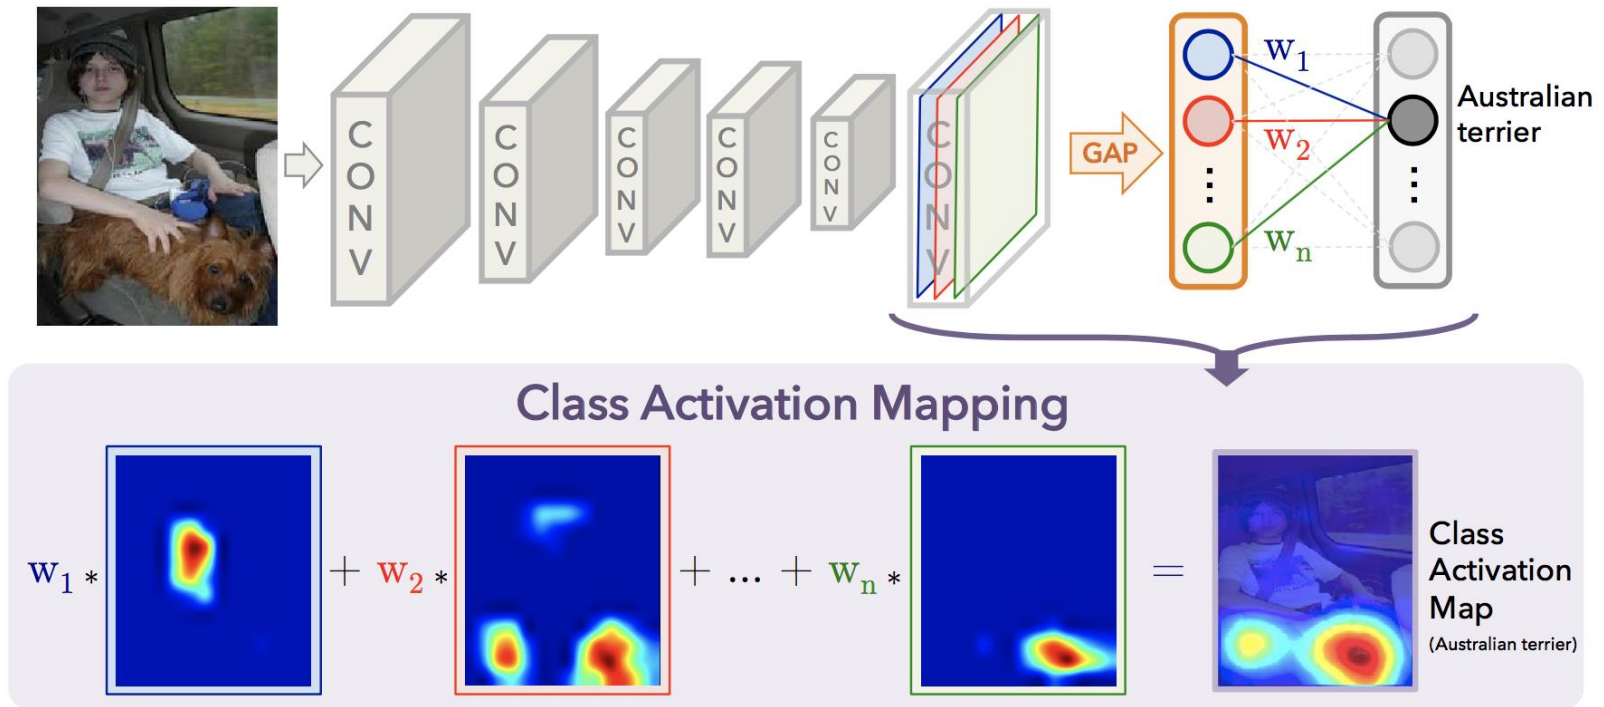 CONV
CONV
CONV
CONV
CONV
CONV
GAP
w1
w2
⋮
wn
⋮
Australian
terrier
Class Activation Mapping
w1 * + w2 * + ... + wn * =
Class
Activation
Map
(Australian terrier)